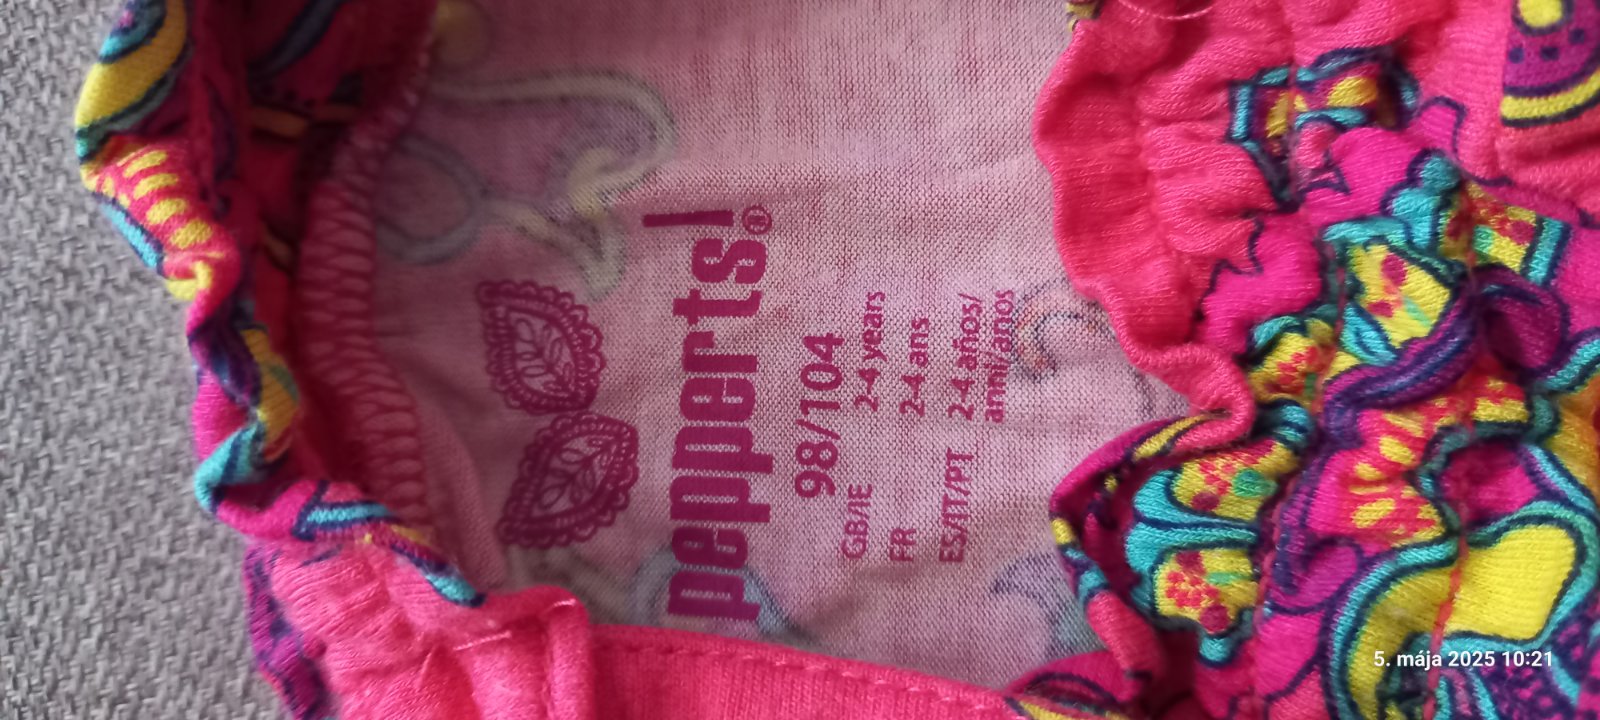 pepperts!®
98/104
GB/IE 2-4 years
FR 2-4 ans
ES/IT/PT 2-4 años/
anni/anos
5. mája 2025 10:21